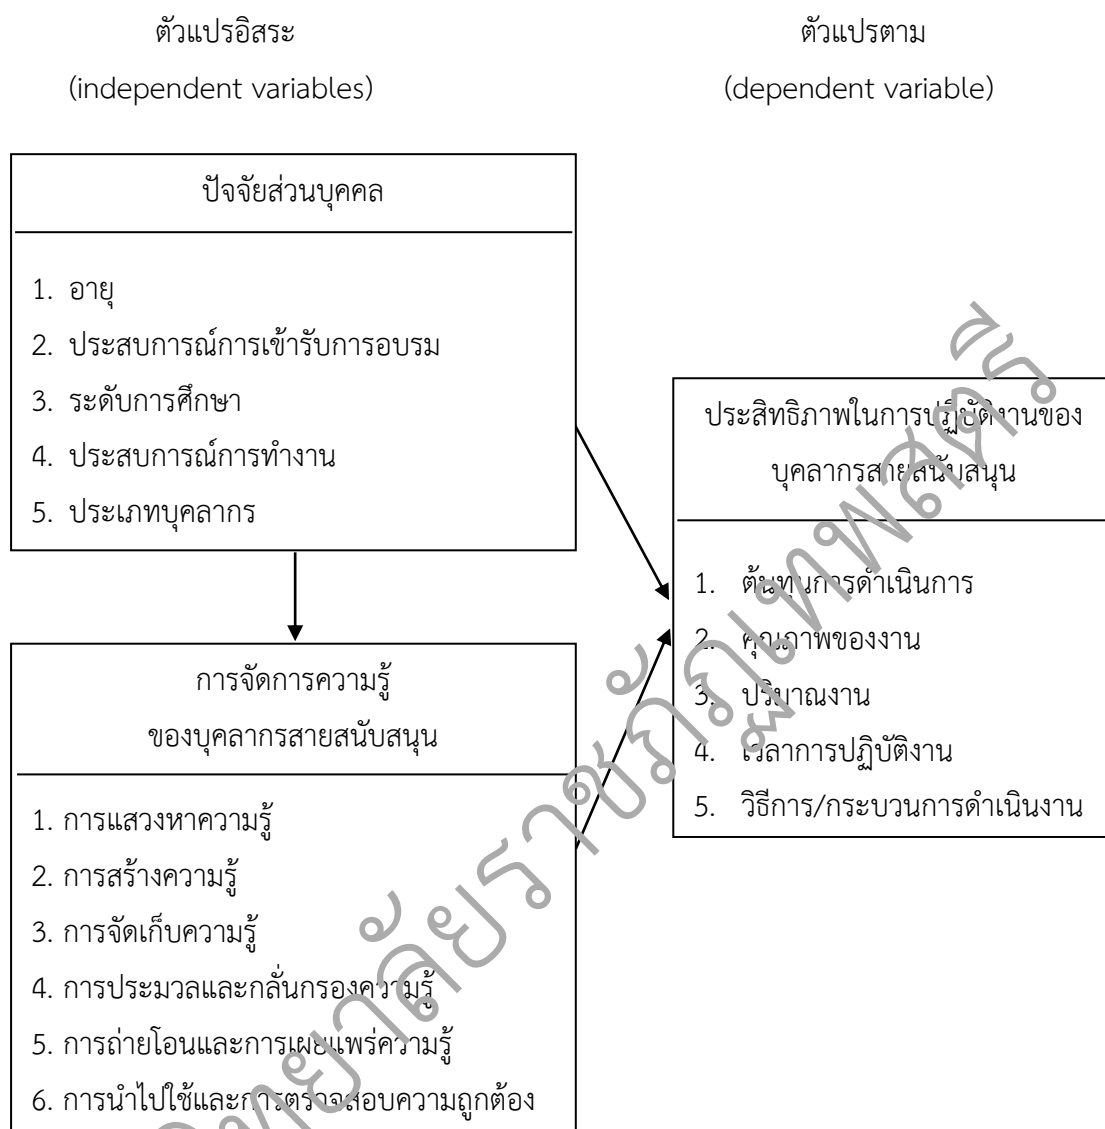 ตัวแปรอิสระ
(independent variables)
ตัวแปรตาม
(dependent variable)
ปัจจัยส่วนบุคคล
1. อายุ
2. ประสบการณ์การเข้ารับการอบรม
3. ระดับการศึกษา
4. ประสบการณ์การทำงาน
5. ประเภทบุคลากร
การจัดการความรู้
ของบุคลากรสายสนับสนุน
1. การแสวงหาความรู้
2. การสร้างความรู้
3. การจัดเก็บความรู้
4. การประมวลและกลั่นกรองความรู้
5. การถ่ายโอนและการเผยแพร่ความรู้
6. การนำไปใช้และการตรวจสอบความถูกต้อง
ประสิทธิภาพในการปฏิบัติงานของ
บุคลากรสายสนับสนุน
1. ต้นทุนการดำเนินการ
2. คุณภาพของงาน
3. ปริมาณงาน
4. เวลาการปฏิบัติงาน
5. วิธีการ/กระบวนการดำเนินงาน
วิทยาลัยราชภัฏเทพสตรี